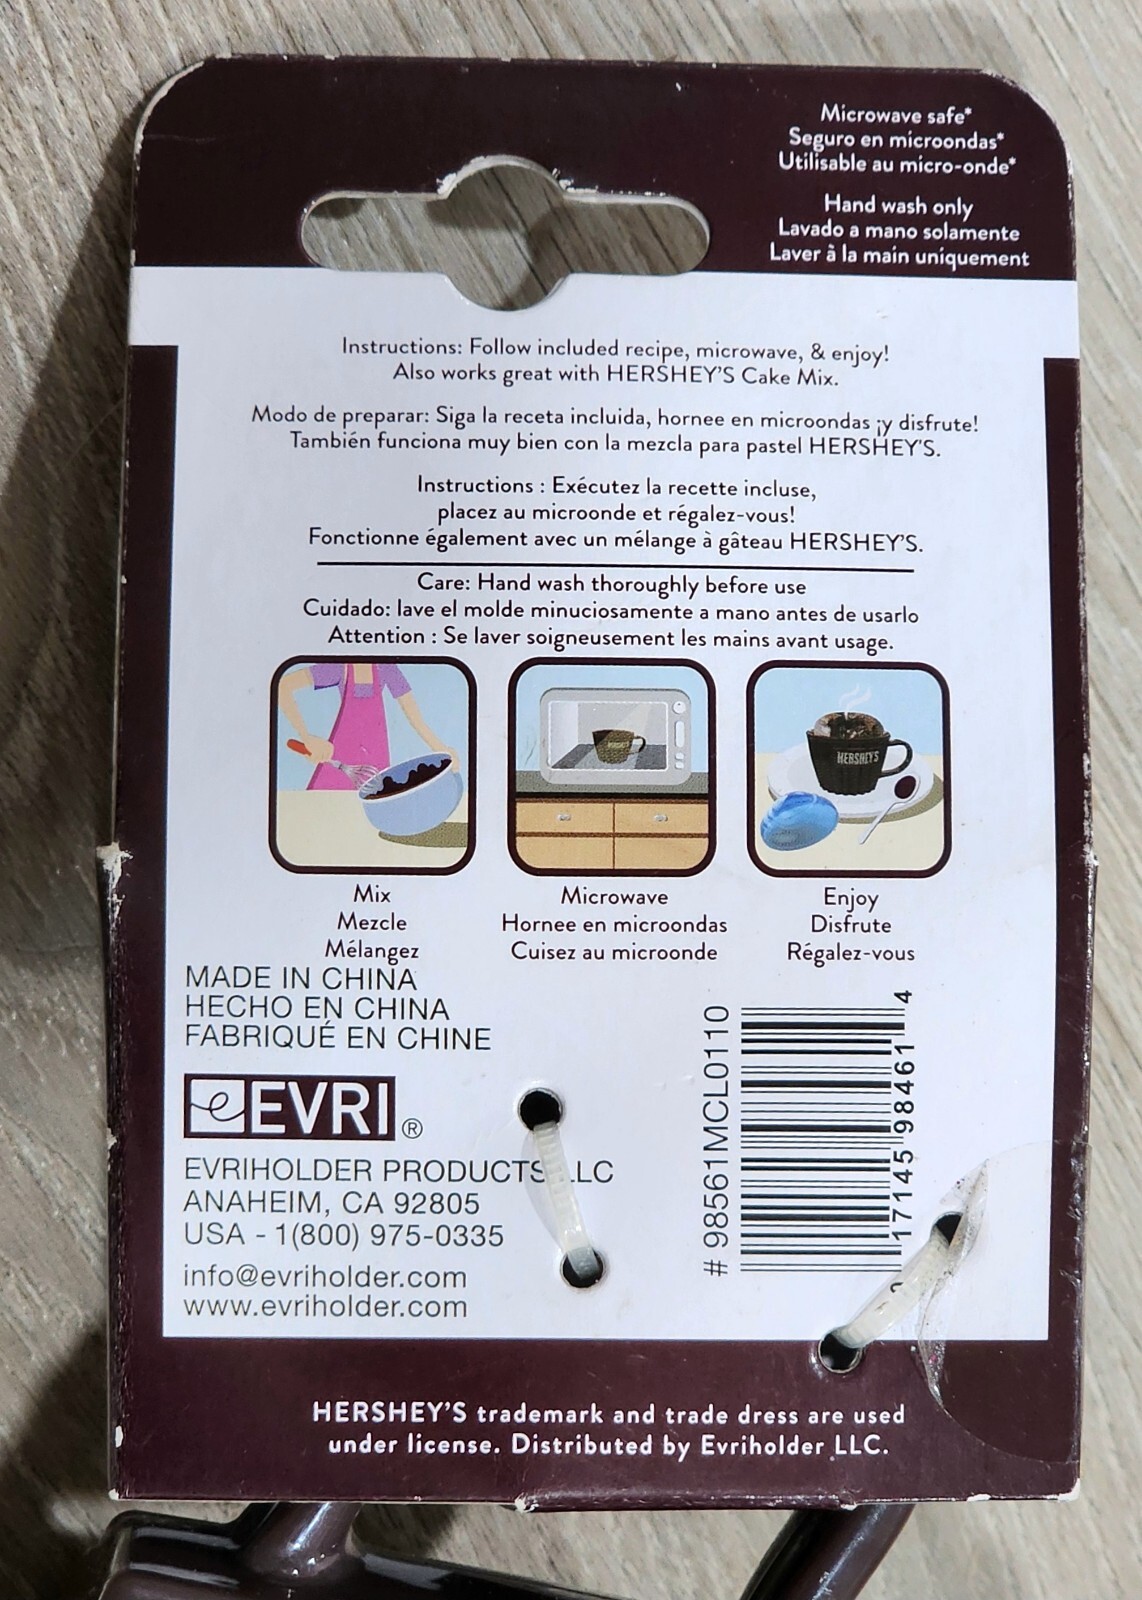 Microwave safe*
Seguro en microondas*
Utilisable au micro-onde*
Hand wash only
Lavado a mano solamente
Laver à la main uniquement
Instructions: Follow included recipe, microwave, & enjoy!
Also works great with HERSHEY'S Cake Mix.
Modo de preparar: Siga la receta incluida, hornee en microondas ¡y disfrute!
También funciona muy bien con la mezcla para pastel HERSHEY'S.
Instructions : Exécutez la recette incluse,
placez au microonde et régalez-vous!
Fonctionne également avec un mélange à gâteau HERSHEY'S.
Care: Hand wash thoroughly before use
Cuidado: lave el molde minuciosamente a mano antes de usarlo
Attention : Se laver soigneusement les mains avant usage.
HERSHEY'S
HERSHEY'S
Mix
Mezcle
Mélangez
Microwave
Hornee en microondas
Cuisez au microonde
Enjoy
Disfrute
Régalez-vous
MADE IN CHINA
HECHO EN CHINA
FABRIQUÉ EN CHINE
e EVRI®
EVRIHOLDER PRODUCTS LLC
ANAHEIM, CA 92805
USA - 1(800) 975-0335
info@evriholder.com
www.evriholder.com
# 98561MCL0110
17145 98461 4
HERSHEY'S trademark and trade dress are used
under license. Distributed by Evriholder LLC.